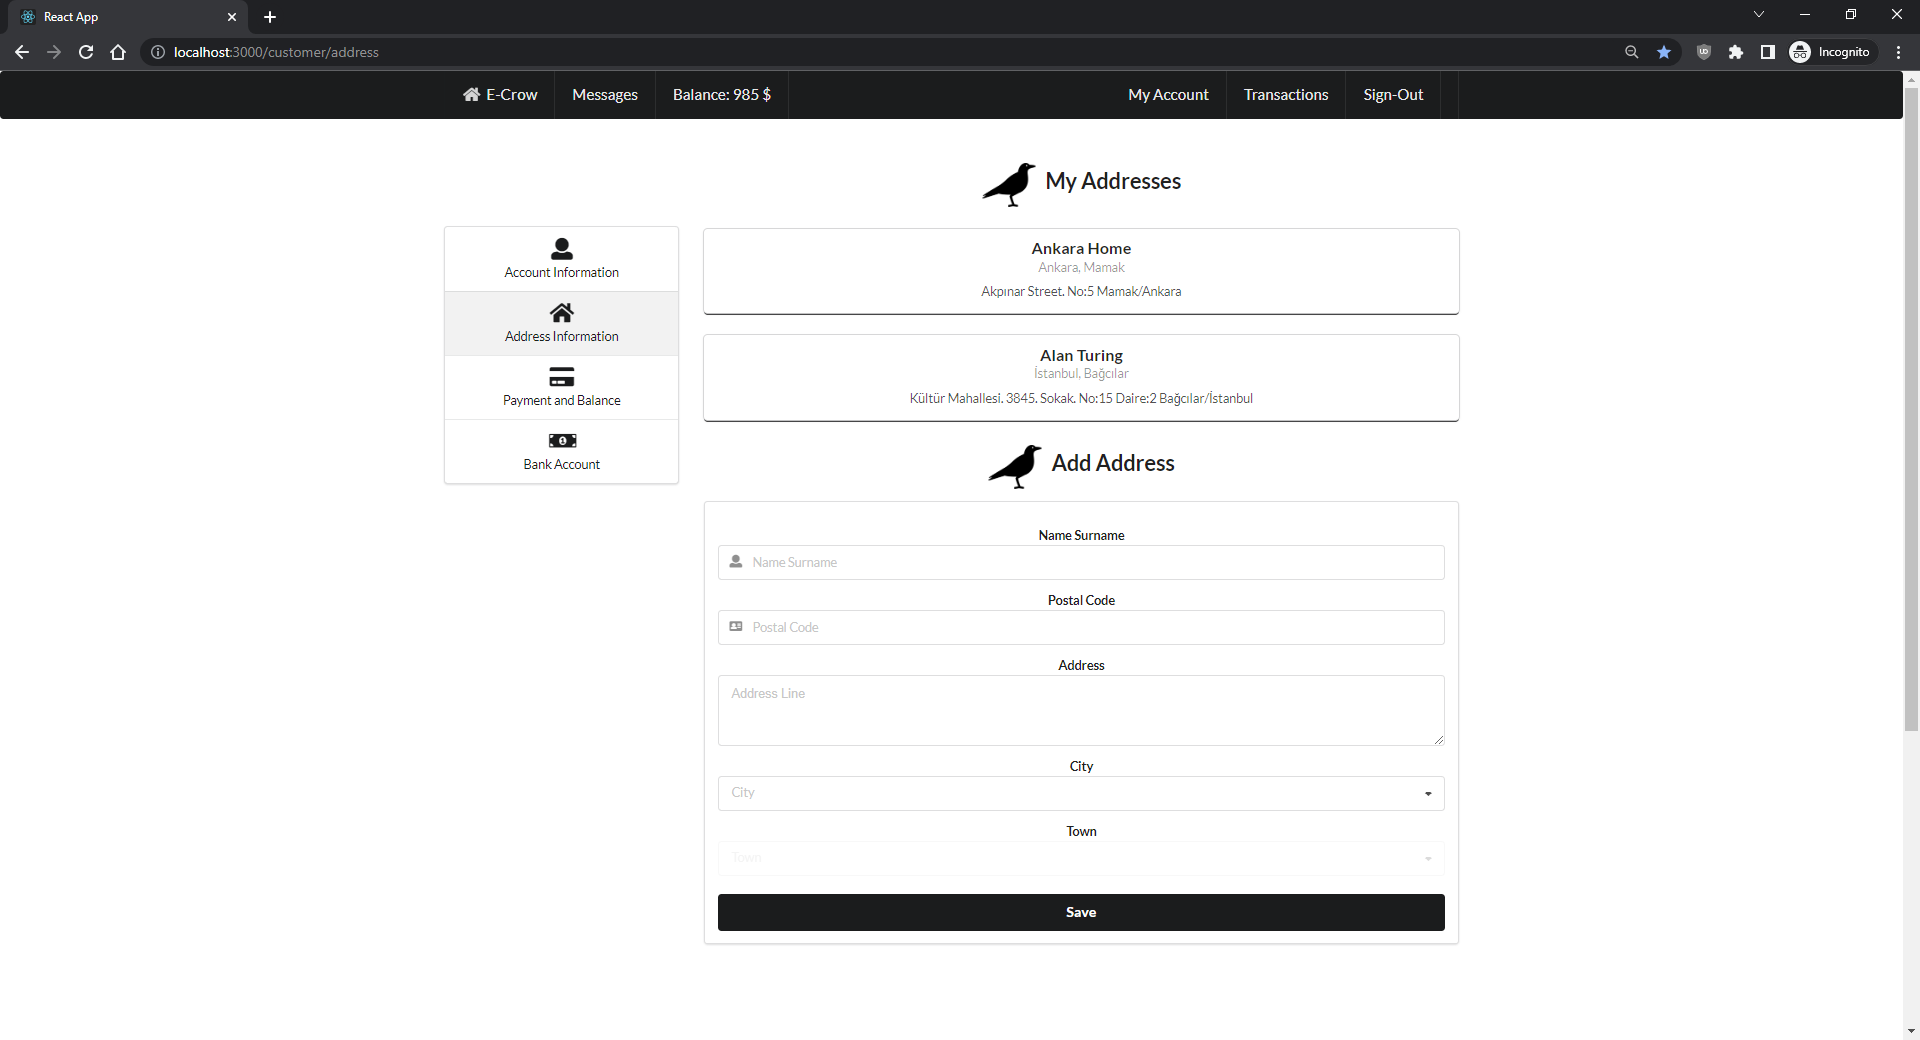 React App
localhost:3000/customer/address
Incognito
E-Crow
Messages
Balance: 985 $
My Account
Transactions
Sign-Out
My Addresses
Account Information
Address Information
Payment and Balance
Bank Account
Ankara Home
Ankara, Mamak
Akpınar Street. No:5 Mamak/Ankara
Alan Turing
İstanbul, Bağcılar
Kültür Mahallesi. 3845. Sokak. No:15 Daire:2 Bağcılar/İstanbul
Add Address
Name Surname
Name Surname
Postal Code
Postal Code
Address
Address Line
City
City
Town
Town
Save